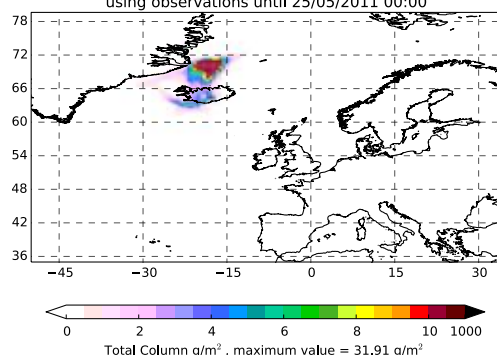 using observations until 25/05/2011 00:00
78
72
66
60
54
48
42
36
−45 −30 −15 0 15 30
0 2 4 6 8 10 1000
Total Column g/m² , maximum value = 31.91 g/m²